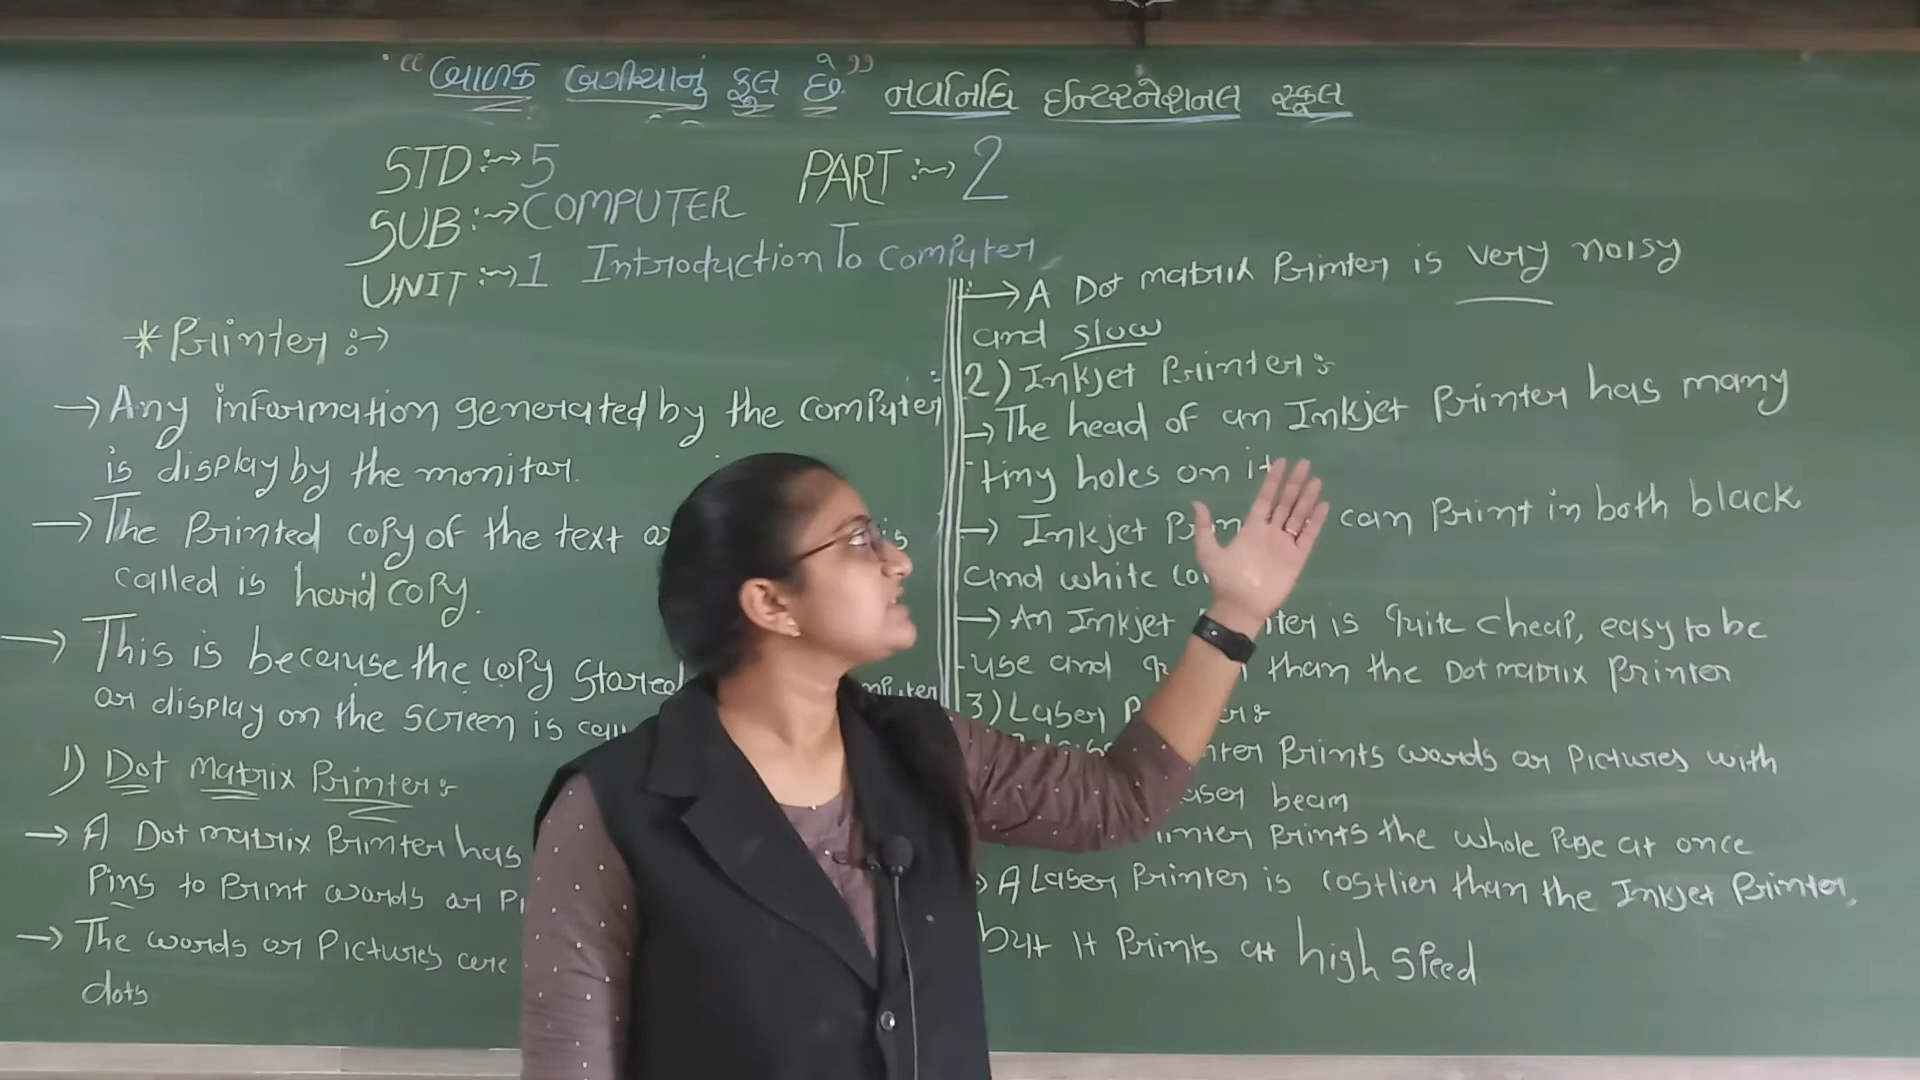 “બાળક બગીચાનું ફૂલ છે” નવનિધિ ઈન્ટરનેશનલ સ્કૂલ
STD :→ 5 PART :→ 2
SUB :→ COMPUTER
UNIT :→ 1 Introduction To Computer
* Printer :→
→ Any information generated by the computer
is display by the monitor.
→ The Printed copy of the text or is
called is hard copy.
→ This is because the copy stored computer
or display on the screen is
1) Dot Matrix Printer :
→ A Dot matrix Printer has
Pins to Print words or
→ The words or Pictures are
dots
→ A Dot matrix Printer is very noisy
and slow
2) Inkjet Printer :
→ The head of an Inkjet Printer has many
tiny holes on it
→ Inkjet can Print in both black
and white
→ An Inkjet is quite cheap, easy to be
use and than the Dot matrix Printer
3) Laser
Prints words or Pictures with
beam
Prints the whole Page at once
→ A Laser Printer is costlier than the Inkjet Printer,
but It Prints at high speed